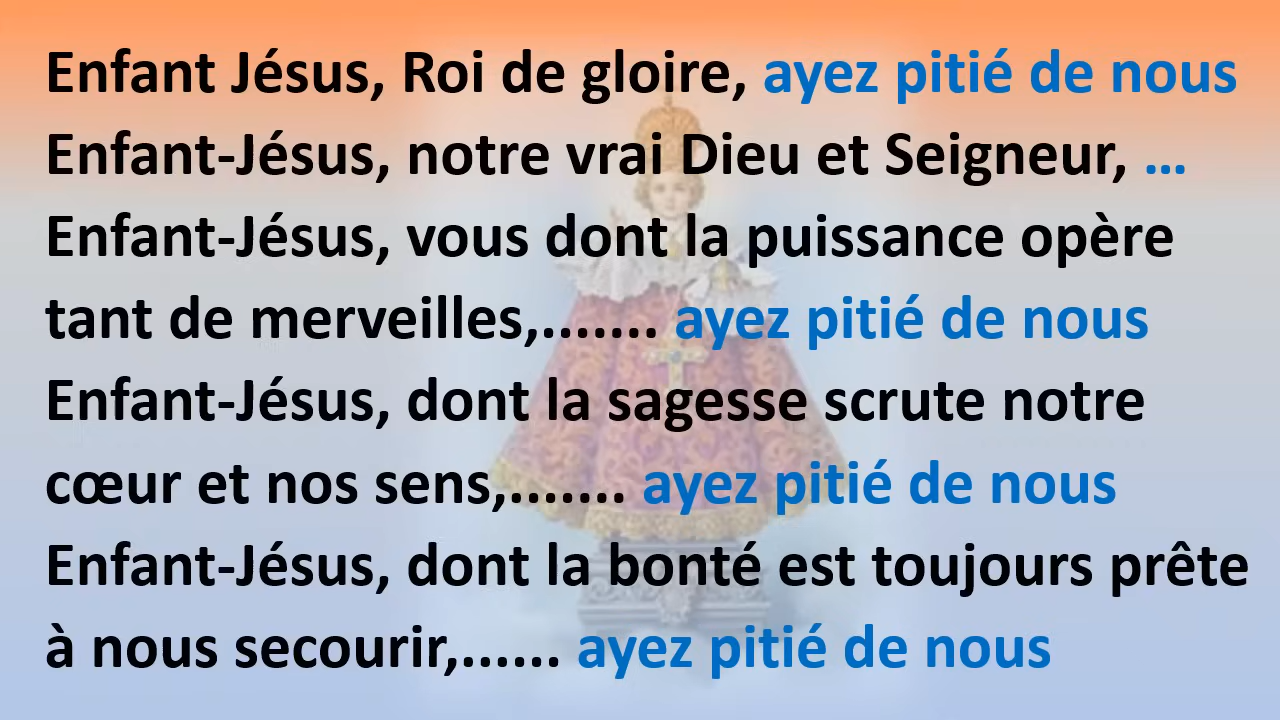 Enfant Jésus, Roi de gloire, ayez pitié de nous
Enfant-Jésus, notre vrai Dieu et Seigneur, …
Enfant-Jésus, vous dont la puissance opère
tant de merveilles,........ ayez pitié de nous
Enfant-Jésus, dont la sagesse scrute notre
cœur et nos sens,....... ayez pitié de nous
Enfant-Jésus, dont la bonté est toujours prête
à nous secourir,...... ayez pitié de nous